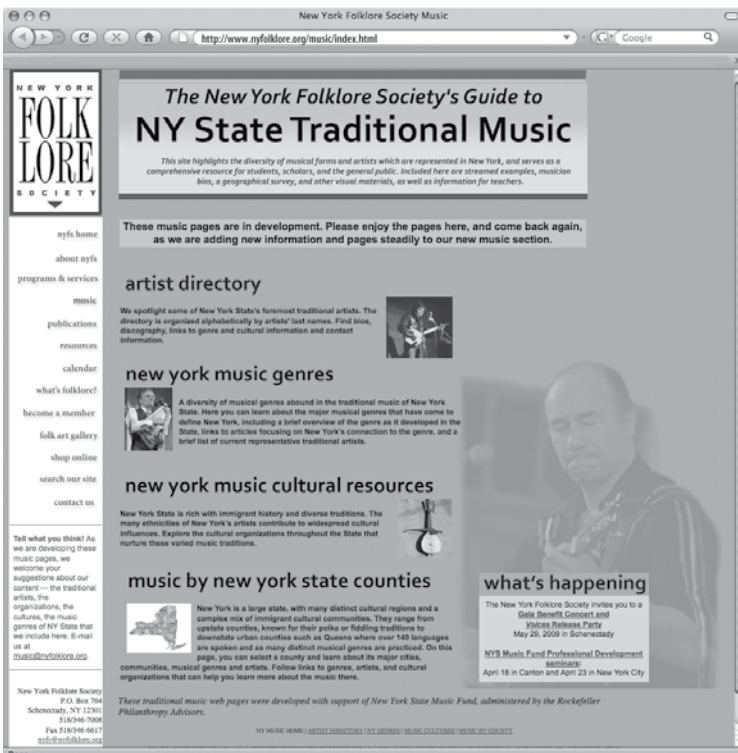 New York Folklore Society Music
http://www.nyfolklore.org/music/index.html
Google
NEW YORK
FOLK
LORE
SOCIETY
nyfs home
about nyfs
programs & services
music
publications
resources
calendar
what's folklore?
become a member
folk art gallery
shop online
search our site
contact us
Tell what you think! As
we are developing these
music pages, we
welcome your
suggestions about our
content — the traditional
artists, the
organizations, the
cultures, the music
genres of NY State that
we include here. E-mail
us at
music@nyfolklore.org.
New York Folklore Society
P.O. Box 764
Schenectady, NY 12301
518/346-7008
Fax 518/346-6617
nyfs@nyfolklore.org
The New York Folklore Society's Guide to
NY State Traditional Music
This site highlights the diversity of musical forms and artists which are represented in New York, and serves as a
comprehensive resource for students, scholars, and the general public. Included here are streamed examples, musician
bios, a geographical survey, and other visual materials, as well as information for teachers.
These music pages are in development. Please enjoy the pages here, and come back again,
as we are adding new information and pages steadily to our new music section.
artist directory
We spotlight some of New York State's foremost traditional artists. The
directory is organized alphabetically by artists' last names. Find bios,
discography, links to genre and cultural information and contact
information.
new york music genres
A diversity of musical genres abound in the traditional music of New York
State. Here you can learn about the major musical genres that have come to
define New York, including a brief overview of the genre as it developed in the
State, links to articles focusing on New York's connection to the genre, and a
brief list of current representative traditional artists.
new york music cultural resources
New York State is rich with immigrant history and diverse traditions. The
many ethnicities of New York's artists contribute to widespread cultural
influences. Explore the cultural organizations throughout the State that
nurture these varied music traditions.
music by new york state counties
New York is a large state, with many distinct cultural regions and a
complex mix of immigrant cultural communities. They range from
upstate counties, known for their polka or fiddling traditions to
downstate urban counties such as Queens where over 140 languages
are spoken and as many distinct musical genres are practiced. On this
page, you can select a county and learn about its major cities,
communities, musical genres and artists. Follow links to genres, artists, and cultural
organizations that can help you learn more about the music there.
what's happening
The New York Folklore Society invites you to a
Gala Benefit Concert and
Voices Release Party
May 29, 2009 in Schenectady
NYS Music Fund Professional Development
seminars:
April 18 in Canton and April 23 in New York City
These traditional music web pages were developed with support of New York State Music Fund, administered by the Rockefeller
Philanthropy Advisors.
NY MUSIC HOME | ARTIST DIRECTORY | NY GENRES | MUSIC CULTURES | MUSIC BY COUNTY